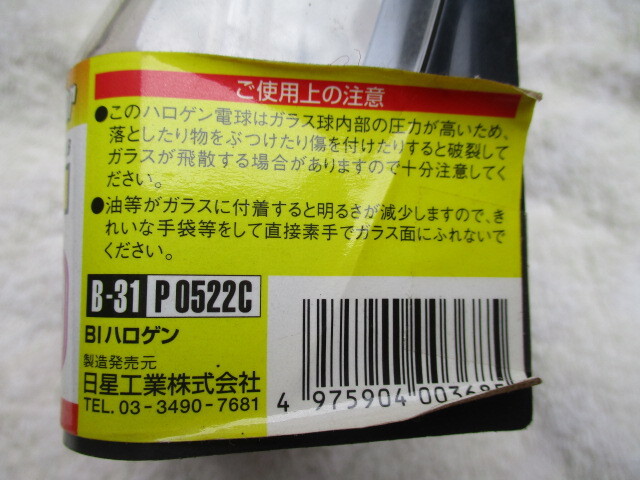 ご使用上の注意
●このハロゲン電球はガラス球内部の圧力が高いため、
落としたり物をぶつけたり傷を付けたりすると破裂して
ガラスが飛散する場合がありますので十分注意してく
ださい。
●油等がガラスに付着すると明るさが減少しますので、き
れいな手袋等をして直接素手でガラス面にふれないで
ください。
B-31 P0522C
BIハロゲン
製造発売元
日星工業株式会社
TEL. 03-3490-7681
4 975904 003685